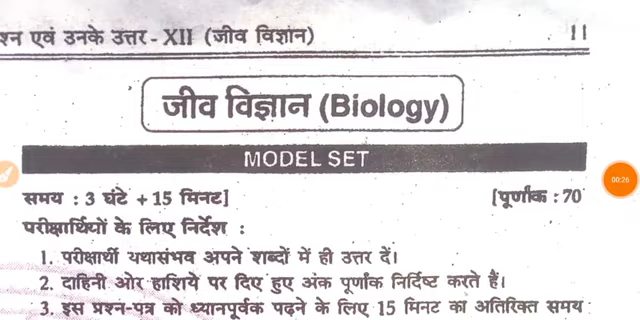 श्न एवं उनके उत्तर - XII (जीव विज्ञान) 11
जीव विज्ञान (Biology)
MODEL SET
समय : 3 घंटे + 15 मिनट] [पूर्णांक : 70
परीक्षार्थियों के लिए निर्देश :
1. परीक्षार्थी यथासंभव अपने शब्दों में ही उत्तर दें।
2. दाहिनी ओर हाशिये पर दिए हुए अंक पूर्णांक निर्दिष्ट करते हैं।
3. इस प्रश्न-पत्र को ध्यानपूर्वक पढ़ने के लिए 15 मिनट का अतिरिक्त समय
00:26